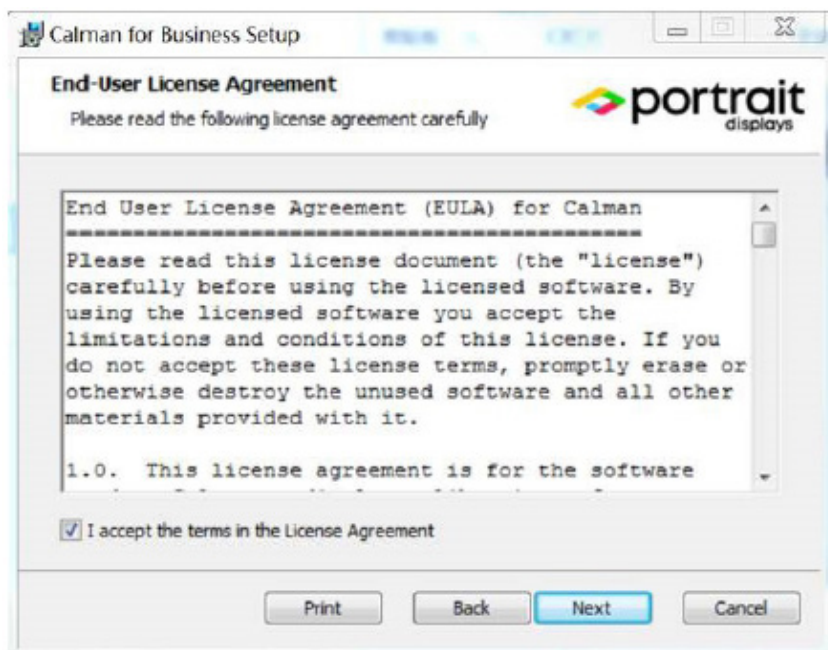 Calman for Business Setup
End-User License Agreement
Please read the following license agreement carefully
portrait
displays
End User License Agreement (EULA) for Calman
================================================
Please read this license document (the "license")
carefully before using the licensed software. By
using the licensed software you accept the
limitations and conditions of this license. If you
do not accept these license terms, promptly erase or
otherwise destroy the unused software and all other
materials provided with it.
1.0. This license agreement is for the software
I accept the terms in the License Agreement
Print Back Next Cancel